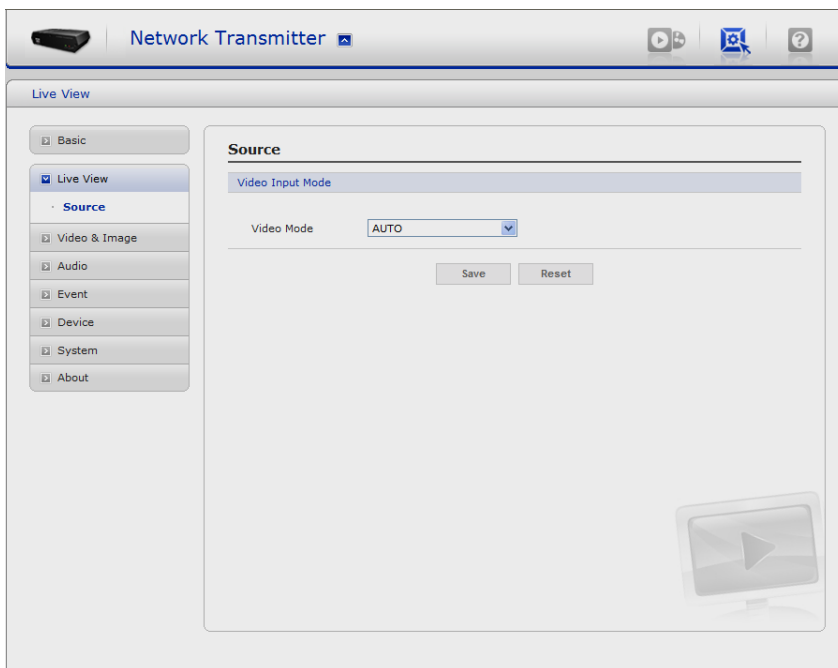 Network Transmitter
Live View
Basic
Live View
· Source
Video & Image
Audio
Event
Device
System
About
Source
Video Input Mode
Video Mode AUTO
Save Reset